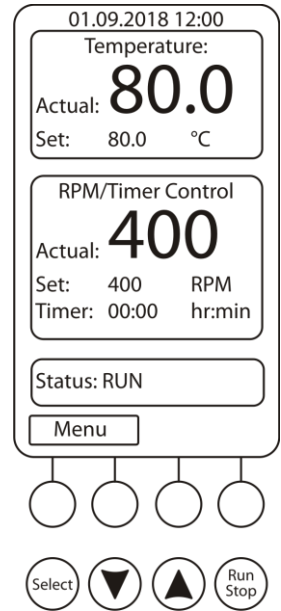 01.09.2018 12:00
Temperature:
Actual: 80.0
Set: 80.0 °C
RPM/Timer Control
Actual: 400
Set: 400 RPM
Timer: 00:00 hr:min
Status: RUN
Menu
Select
Run
Stop